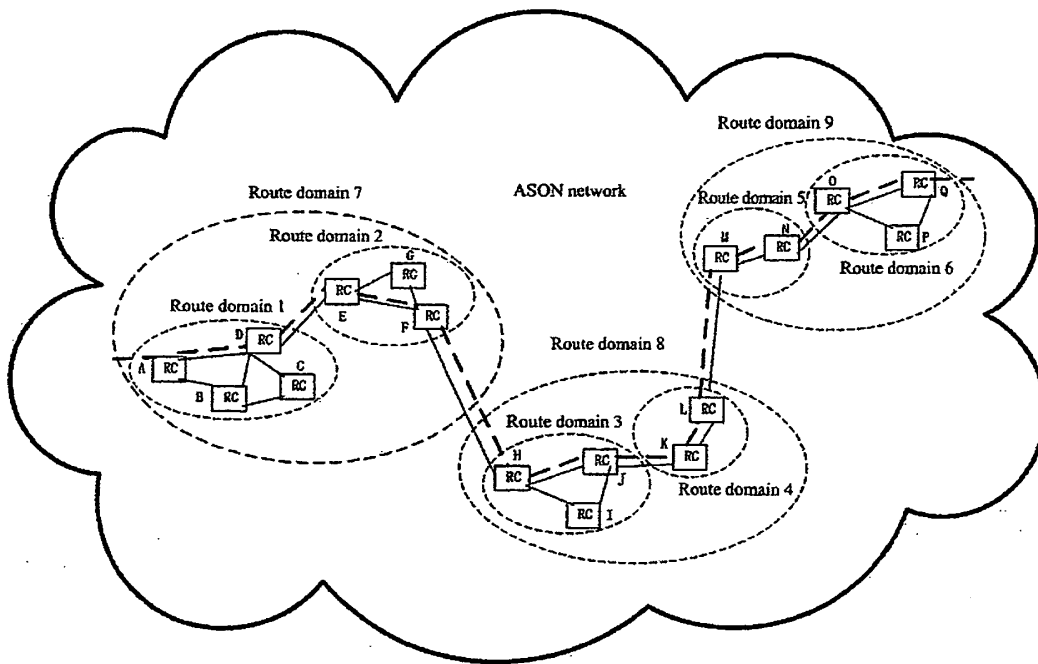 Route domain 9
ASON network
Route domain 7
Route domain 2
Route domain 5
Route domain 6
Route domain 1
Route domain 8
Route domain 3
Route domain 4
O
RC
RC
Q
N
RC
P
RC
RC
G
RC
RC
E
F
RC
D
RC
A
RC
C
RC
B
RC
L
RC
K
RC
H
RC
RC
J
RC
I